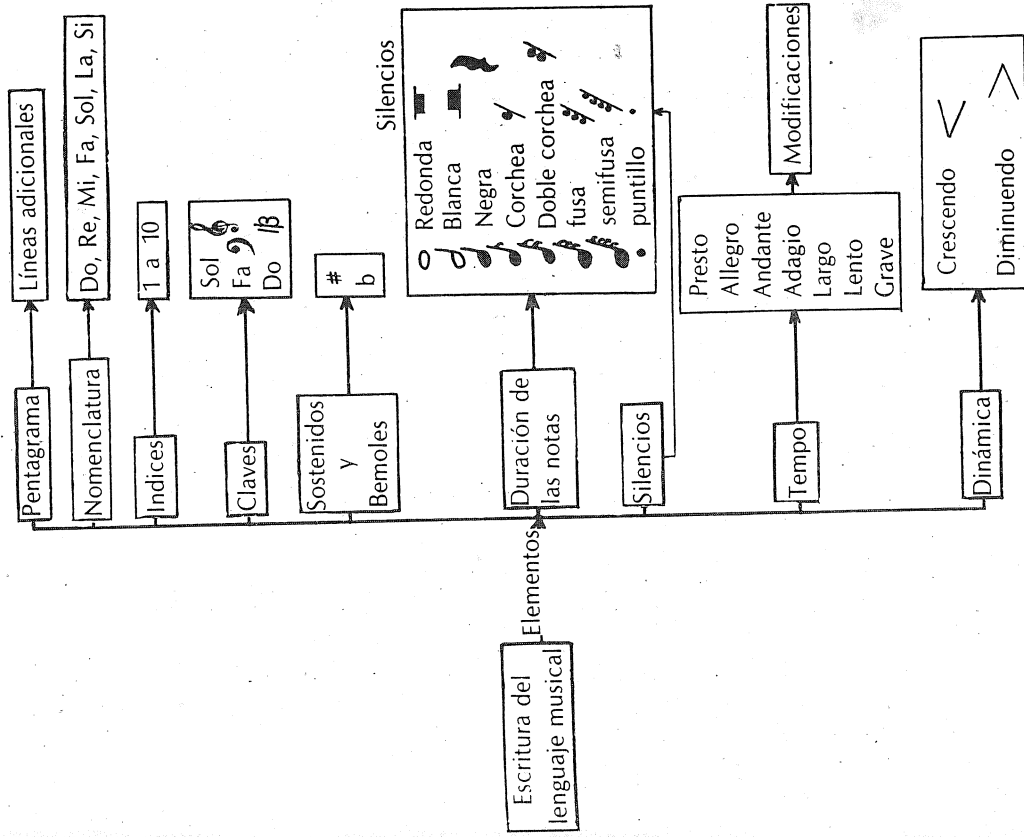 Escritura del
lenguaje musical
Elementos
Pentagrama
Líneas adicionales
Nomenclatura
Do, Re, Mi, Fa, Sol, La, Si
Indices
1 a 10
Claves
Sol
Fa
Do
Sostenidos
y
Bemoles
#
b
Duración de
las notas
Silencios
Redonda
Blanca
Negra
Corchea
Doble corchea
fusa
semifusa
puntillo
Silencios
Tempo
Presto
Allegro
Andante
Adagio
Largo
Lento
Grave
Modificaciones
Dinámica
Crescendo <
Diminuendo >